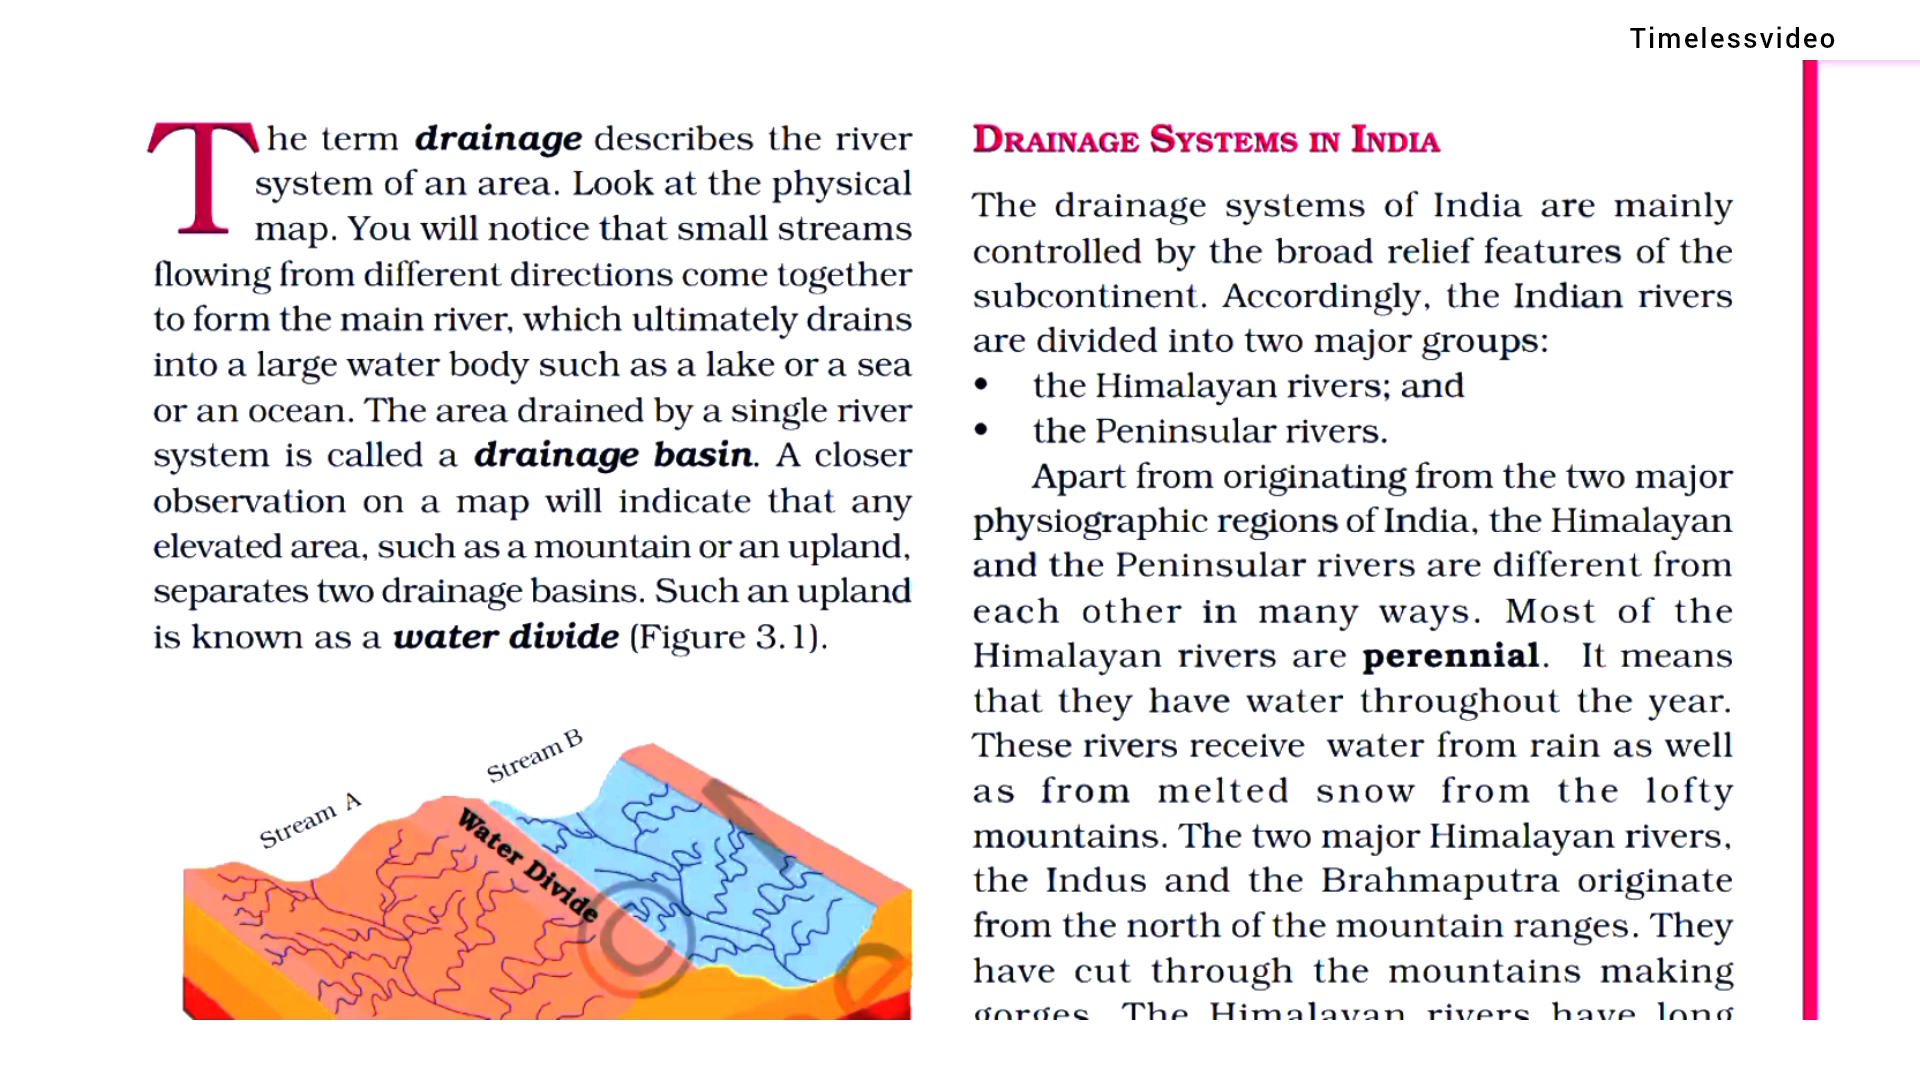 Timelessvideo
The term drainage describes the river
system of an area. Look at the physical
map. You will notice that small streams
flowing from different directions come together
to form the main river, which ultimately drains
into a large water body such as a lake or a sea
or an ocean. The area drained by a single river
system is called a drainage basin. A closer
observation on a map will indicate that any
elevated area, such as a mountain or an upland,
separates two drainage basins. Such an upland
is known as a water divide (Figure 3.1).
Stream A
Stream B
Water Divide
©
DRAINAGE SYSTEMS IN INDIA
The drainage systems of India are mainly
controlled by the broad relief features of the
subcontinent. Accordingly, the Indian rivers
are divided into two major groups:
• the Himalayan rivers; and
• the Peninsular rivers.
Apart from originating from the two major
physiographic regions of India, the Himalayan
and the Peninsular rivers are different from
each other in many ways. Most of the
Himalayan rivers are perennial. It means
that they have water throughout the year.
These rivers receive water from rain as well
as from melted snow from the lofty
mountains. The two major Himalayan rivers,
the Indus and the Brahmaputra originate
from the north of the mountain ranges. They
have cut through the mountains making
gorges. The Himalayan rivers have long